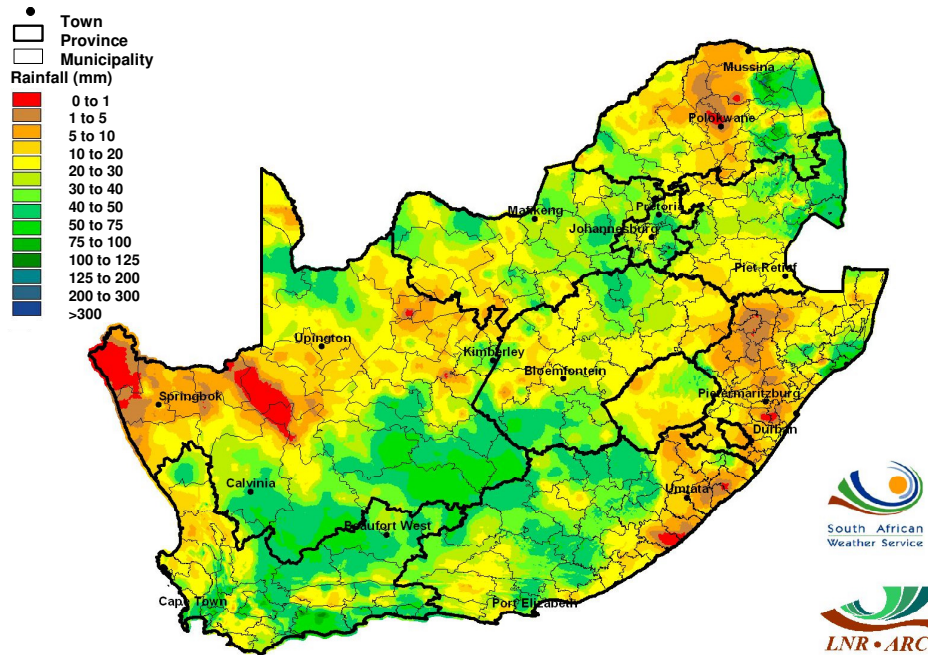 Town
Province
Municipality
Rainfall (mm)
0 to 1
1 to 5
5 to 10
10 to 20
20 to 30
30 to 40
40 to 50
50 to 75
75 to 100
100 to 125
125 to 200
200 to 300
>300
Mussina
Polokwane
Mafikeng
Pretoria
Johannesburg
Piet Retief
Upington
Kimberley
Bloemfontein
Springbok
Pietermaritzburg
Durban
Calvinia
Umtata
Beaufort West
Cape Town
Port Elizabeth
South African
Weather Service
LNR • ARC